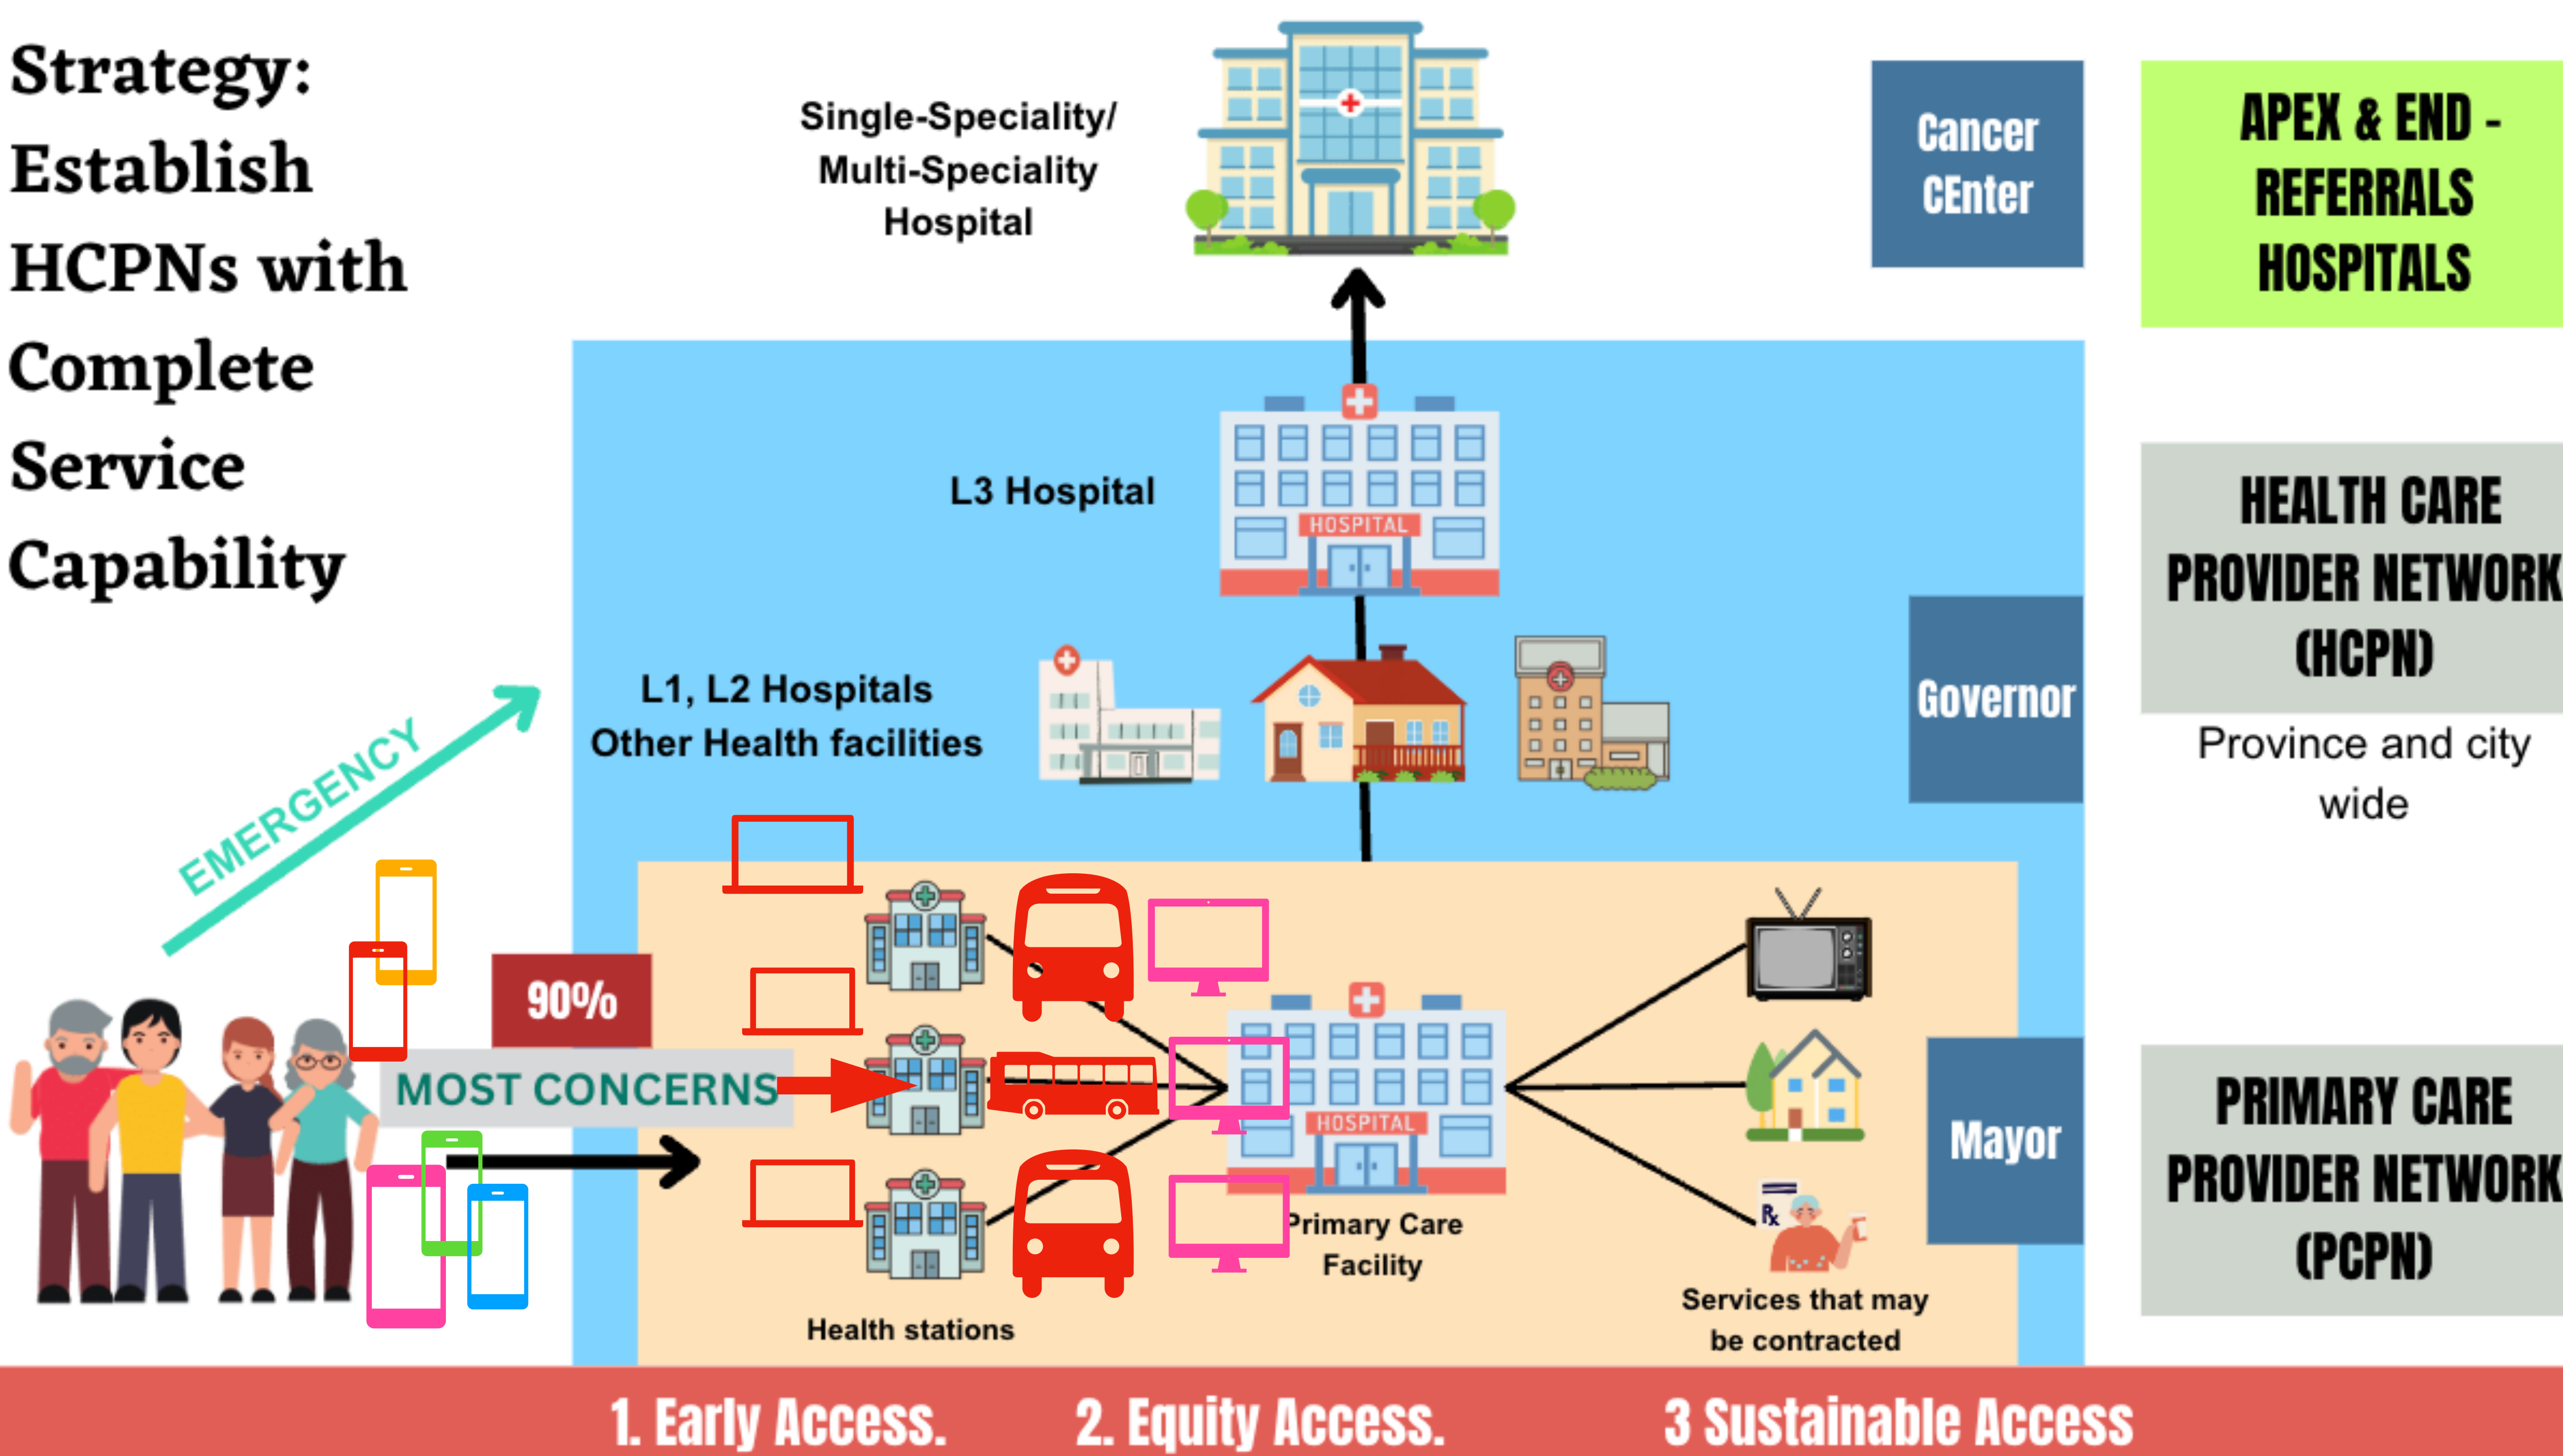 Strategy:
Establish
HCPNs with
Complete
Service
Capability
Single-Speciality/
Multi-Speciality
Hospital
Cancer
CEnter
APEX & END -
REFERRALS
HOSPITALS
L3 Hospital
HOSPITAL
HEALTH CARE
PROVIDER NETWORK
(HCPN)
Province and city
wide
L1, L2 Hospitals
Other Health facilities
Governor
EMERGENCY
90%
MOST CONCERNS
Health stations
HOSPITAL
Primary Care
Facility
Rx
Services that may
be contracted
Mayor
PRIMARY CARE
PROVIDER NETWORK
(PCPN)
1. Early Access.
2. Equity Access.
3 Sustainable Access